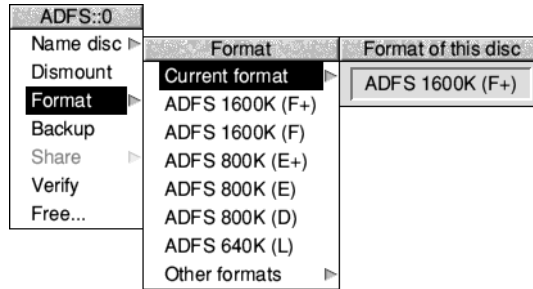 ADFS::0
Name disc
Dismount
Format
Backup
Share
Verify
Free...
Format
Current format
ADFS 1600K (F+)
ADFS 1600K (F)
ADFS 800K (E+)
ADFS 800K (E)
ADFS 800K (D)
ADFS 640K (L)
Other formats
Format of this disc
ADFS 1600K (F+)